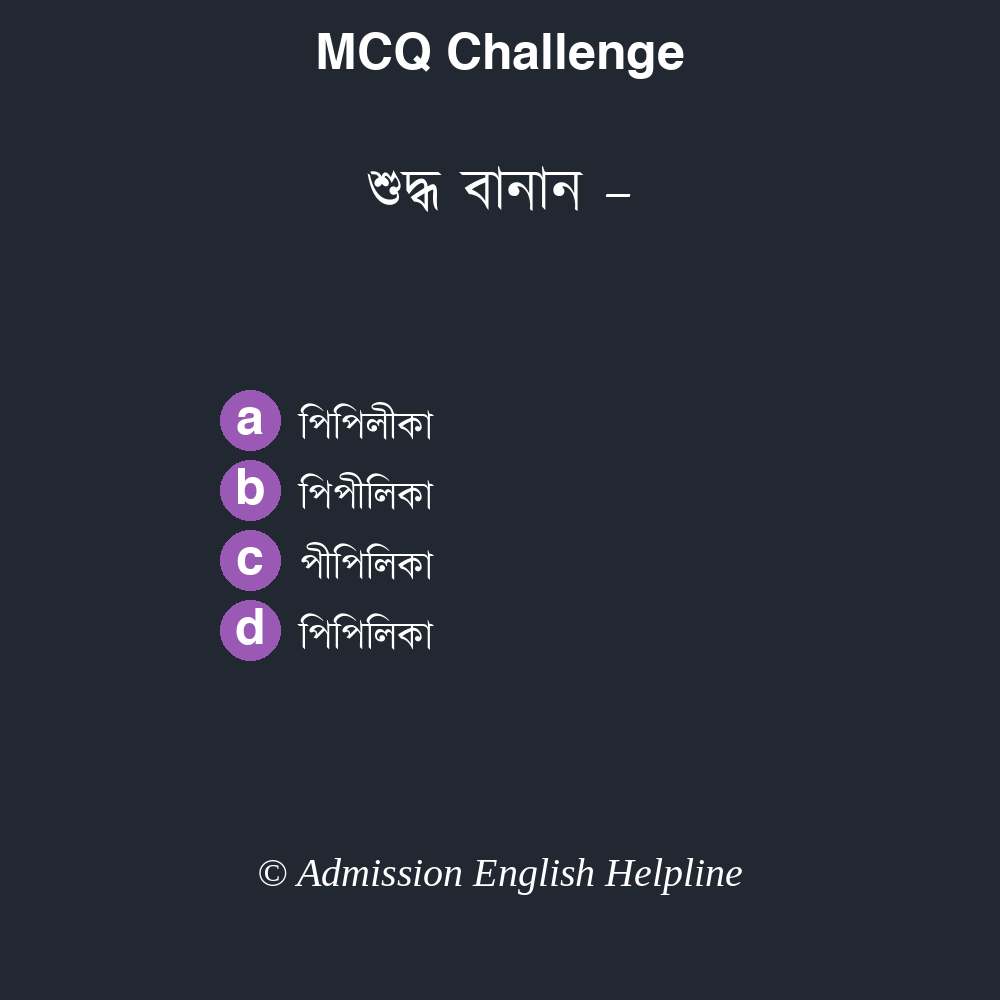 MCQ Challenge
শুদ্ধ বানান –
a পিপিলীকা
b পিপীলিকা
c পীপিলিকা
d পিপিলিকা
© Admission English Helpline